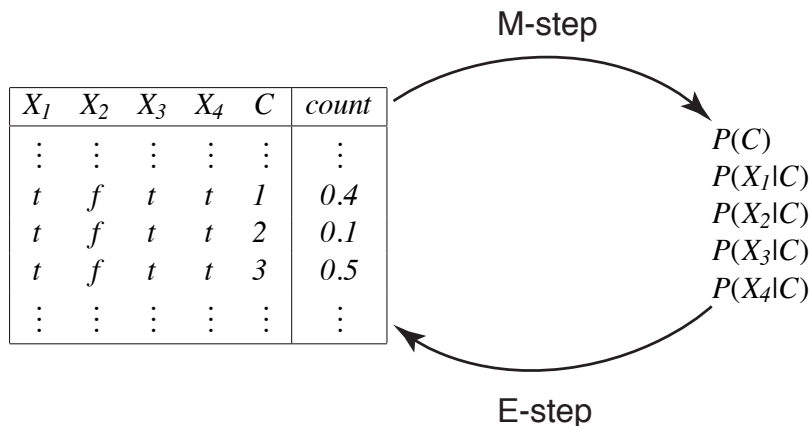 M-step
X1 X2 X3 X4 C count
⋮ ⋮ ⋮ ⋮ ⋮ ⋮
t f t t 1 0.4
t f t t 2 0.1
t f t t 3 0.5
⋮ ⋮ ⋮ ⋮ ⋮ ⋮
P(C)
P(X1|C)
P(X2|C)
P(X3|C)
P(X4|C)
E-step